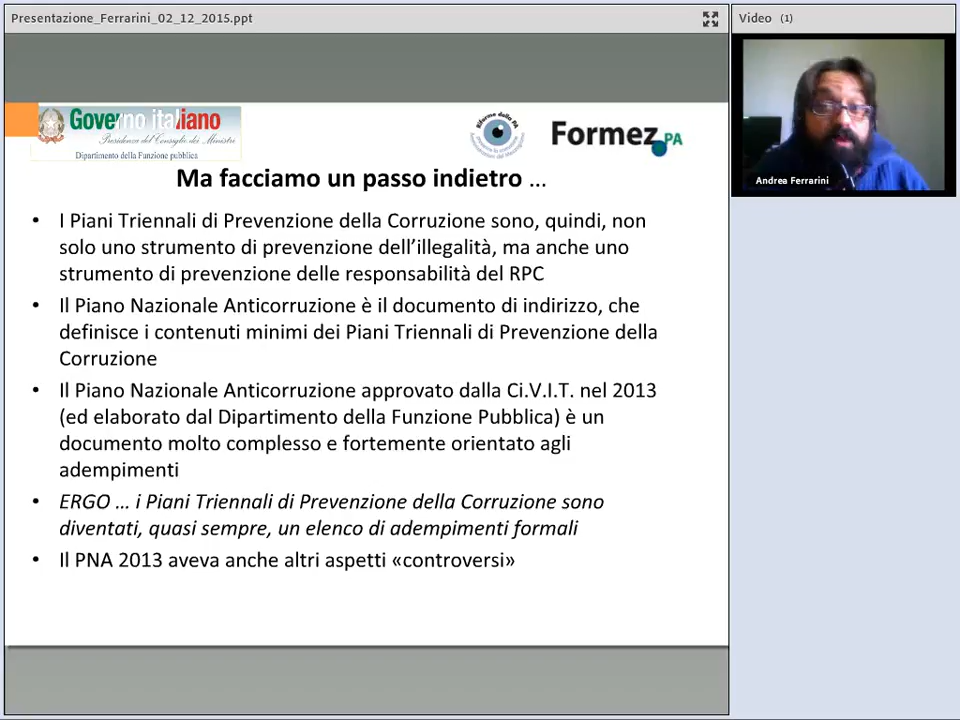 Presentazione_Ferrarini_02_12_2015.ppt
Video (1)
Governo italiano
Presidenza del Consiglio dei Ministri
Dipartimento della Funzione pubblica
Riforma della PA
Formez PA
Andrea Ferrarini
Ma facciamo un passo indietro ...
• I Piani Triennali di Prevenzione della Corruzione sono, quindi, non
solo uno strumento di prevenzione dell’illegalità, ma anche uno
strumento di prevenzione delle responsabilità del RPC
• Il Piano Nazionale Anticorruzione è il documento di indirizzo, che
definisce i contenuti minimi dei Piani Triennali di Prevenzione della
Corruzione
• Il Piano Nazionale Anticorruzione approvato dalla Ci.V.I.T. nel 2013
(ed elaborato dal Dipartimento della Funzione Pubblica) è un
documento molto complesso e fortemente orientato agli
adempimenti
• ERGO … i Piani Triennali di Prevenzione della Corruzione sono
diventati, quasi sempre, un elenco di adempimenti formali
• Il PNA 2013 aveva anche altri aspetti «controversi»